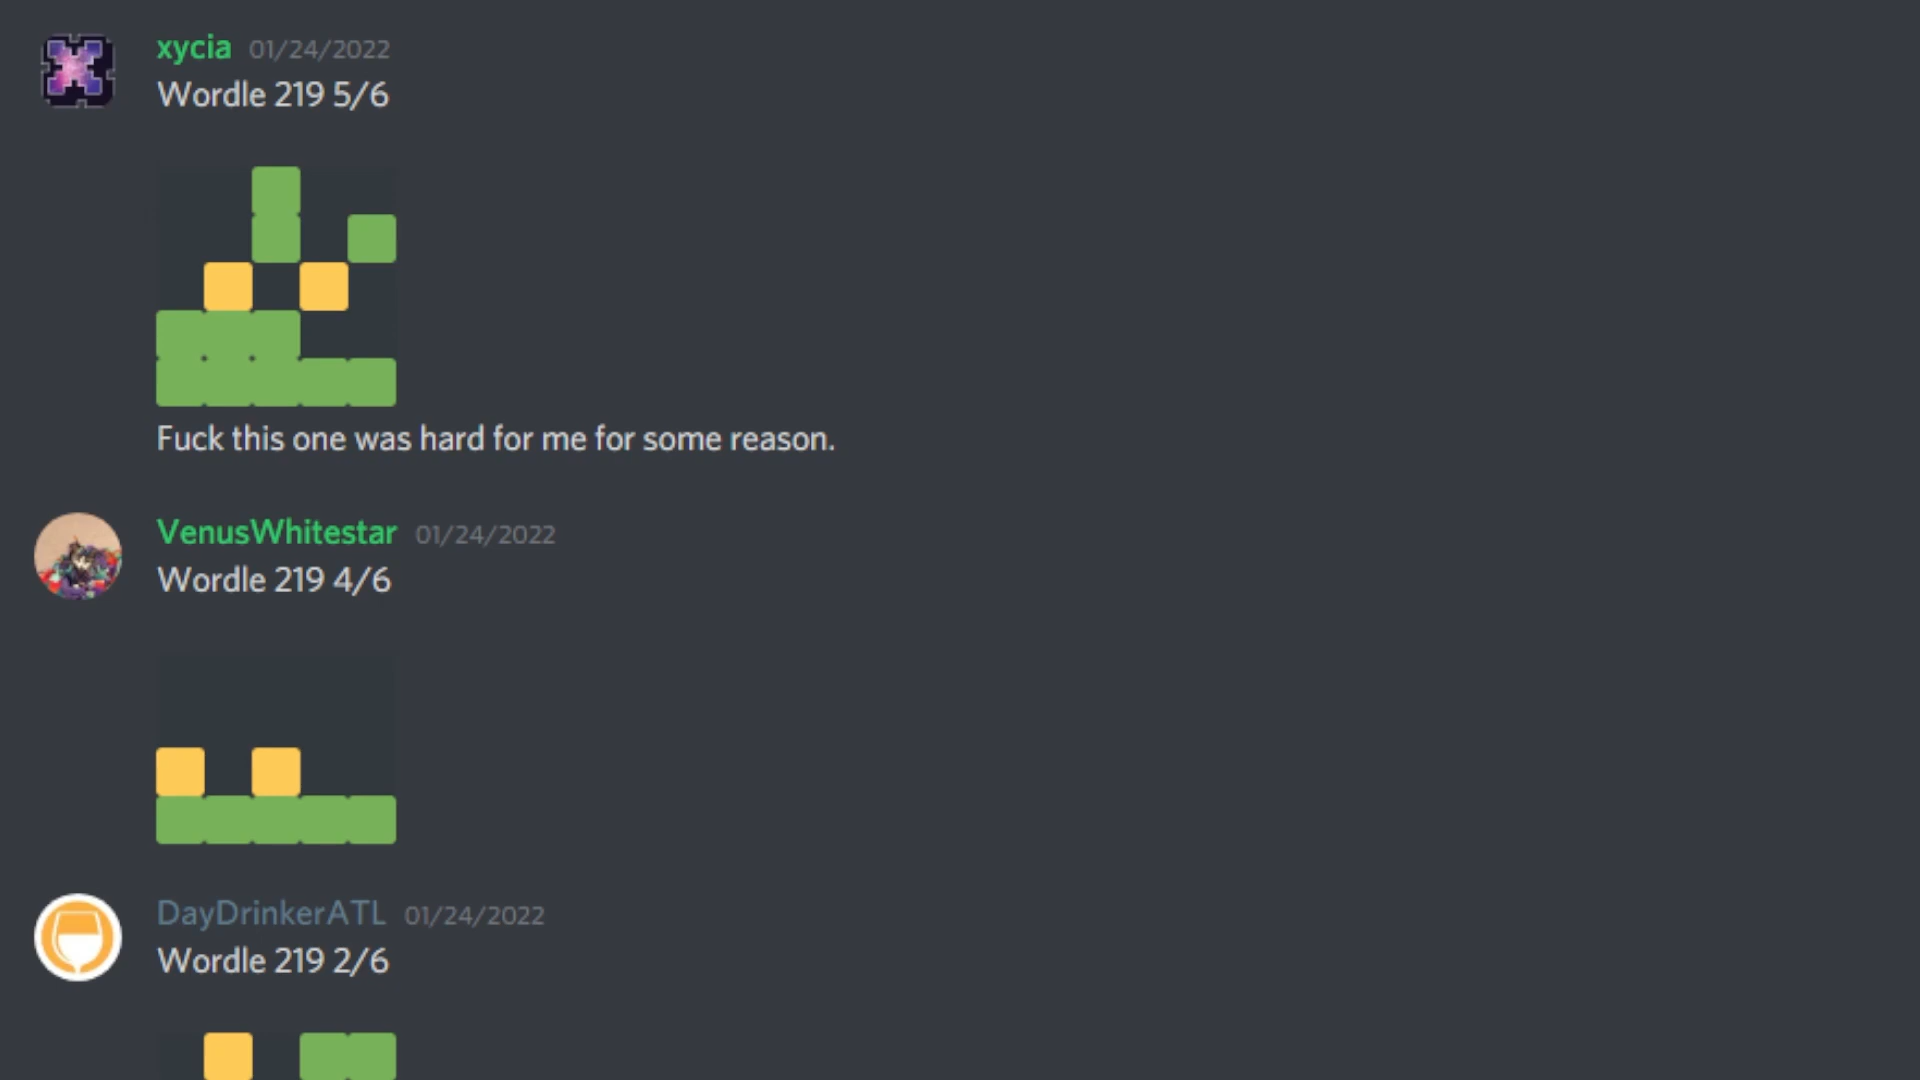 xycia 01/24/2022
Wordle 219 5/6
Fuck this one was hard for me for some reason.
VenusWhitestar 01/24/2022
Wordle 219 4/6
DayDrinkerATL 01/24/2022
Wordle 219 2/6